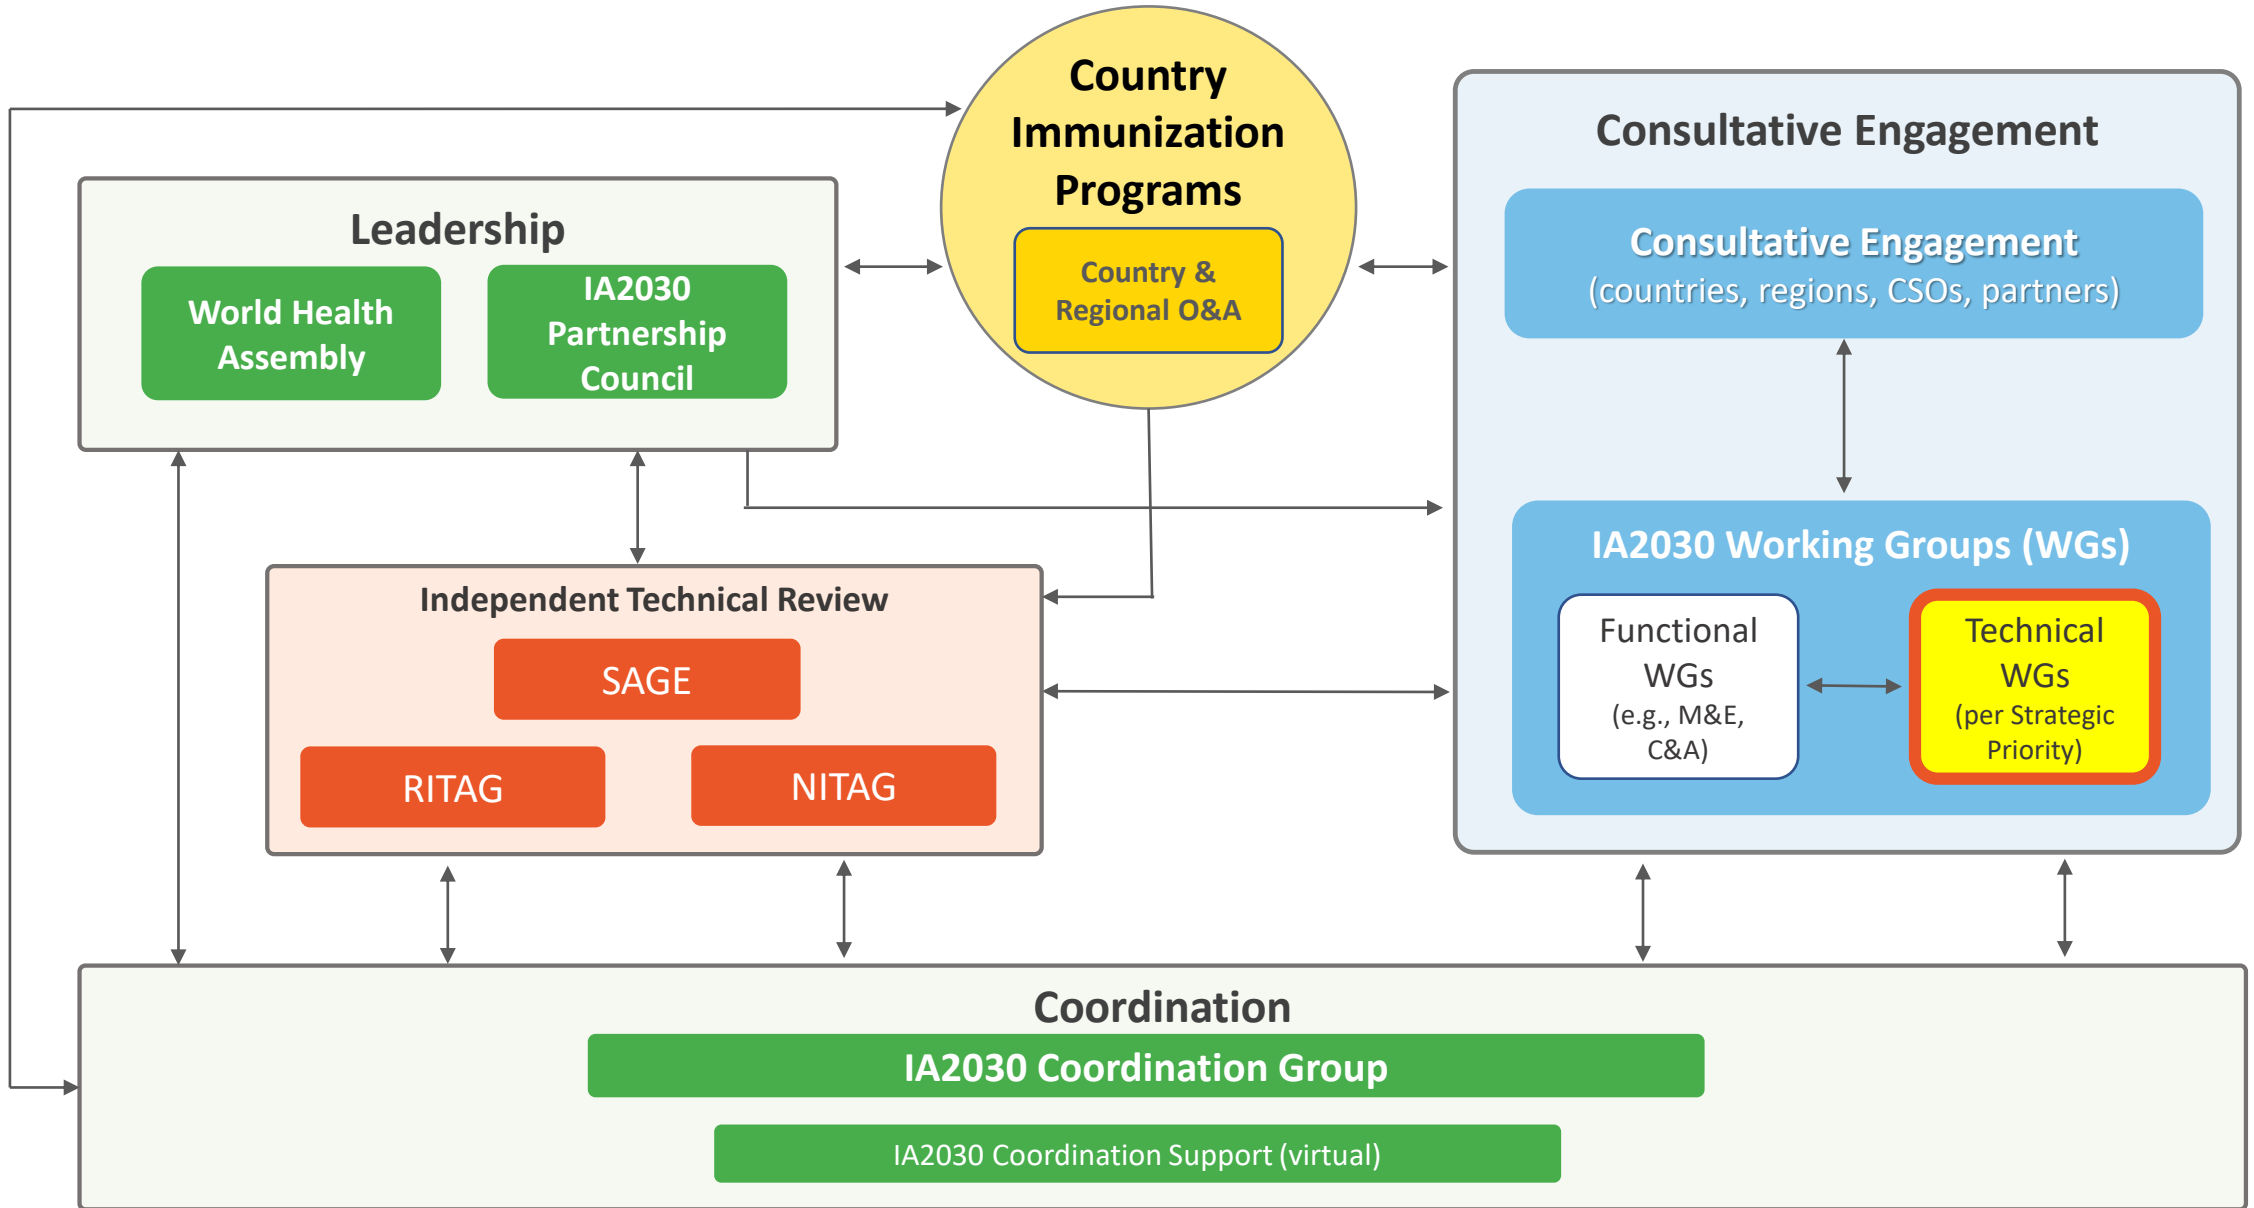 Country
Immunization
Programs
Country &
Regional O&A
Leadership
World Health
Assembly
IA2030
Partnership
Council
Consultative Engagement
Consultative Engagement
(countries, regions, CSOs, partners)
IA2030 Working Groups (WGs)
Functional
WGs
(e.g., M&E,
C&A)
Technical
WGs
(per Strategic
Priority)
Independent Technical Review
SAGE
RITAG
NITAG
Coordination
IA2030 Coordination Group
IA2030 Coordination Support (virtual)